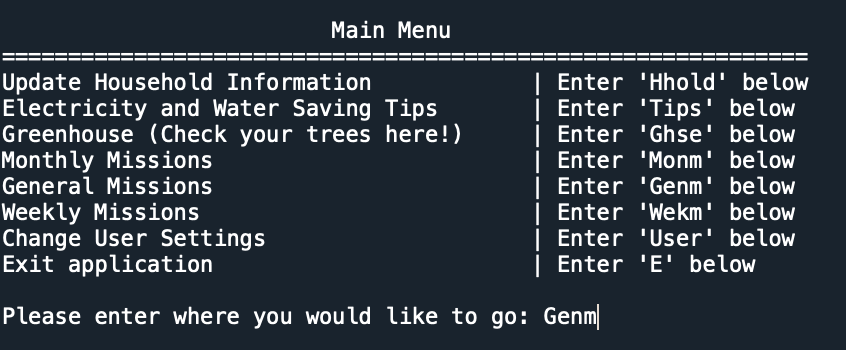 Main Menu
=============================================================
Update Household Information | Enter 'Hhold' below
Electricity and Water Saving Tips | Enter 'Tips' below
Greenhouse (Check your trees here!) | Enter 'Ghse' below
Monthly Missions | Enter 'Monm' below
General Missions | Enter 'Genm' below
Weekly Missions | Enter 'Wekm' below
Change User Settings | Enter 'User' below
Exit application | Enter 'E' below
Please enter where you would like to go: Genm